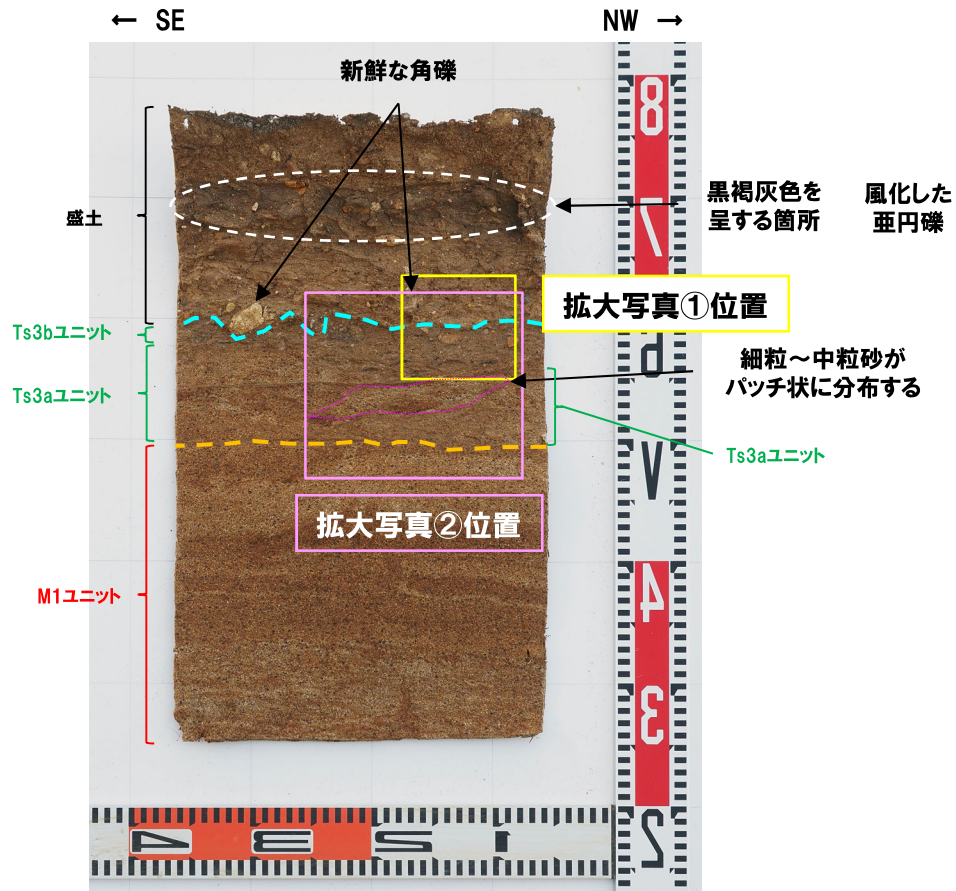 ← SE
NW →
新鮮な角礫
盛土
黒褐灰色を
呈する箇所
風化した
亜円礫
拡大写真①位置
Ts3bユニット
細粒～中粒砂が
パッチ状に分布する
Ts3aユニット
Ts3aユニット
拡大写真②位置
M1ユニット
8
7
6
5
4
3
2
4
3
2
1